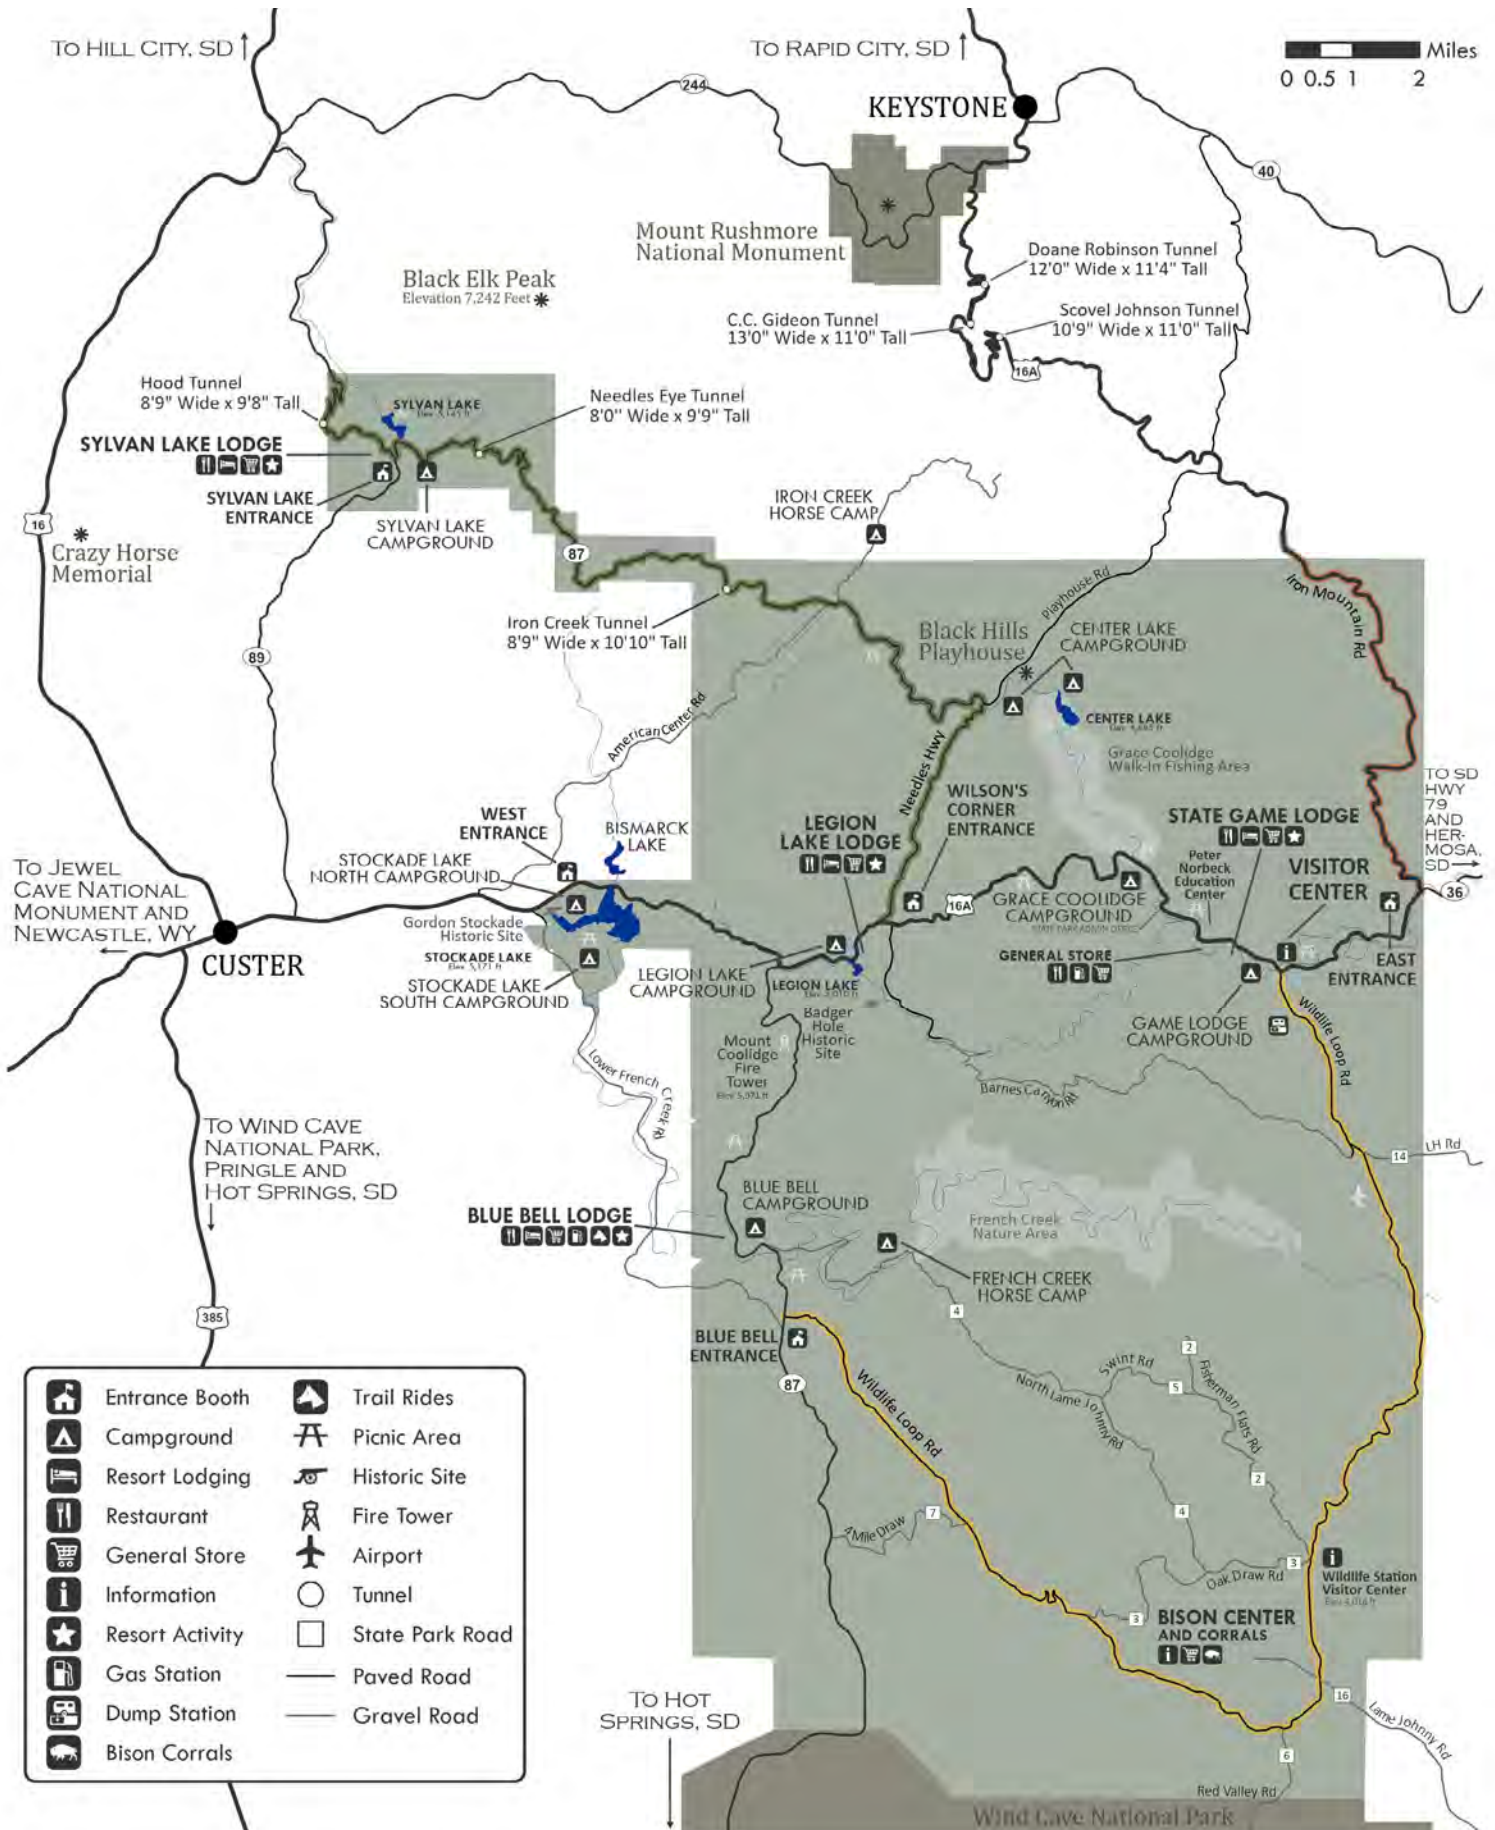 TO HILL CITY, SD
TO RAPID CITY, SD
Miles
0 0.5 1 2
244
KEYSTONE
40
Mount Rushmore
National Monument
Doane Robinson Tunnel
12'0" Wide x 11'4" Tall
Black Elk Peak
Elevation 7,242 Feet
C.C. Gideon Tunnel
13'0" Wide x 11'0" Tall
Scovel Johnson Tunnel
10'9" Wide x 11'0" Tall
16A
Hood Tunnel
8'9" Wide x 9'8" Tall
SYLVAN LAKE
Needles Eye Tunnel
8'0" Wide x 9'9" Tall
SYLVAN LAKE LODGE
SYLVAN LAKE
ENTRANCE
SYLVAN LAKE
CAMPGROUND
IRON CREEK
HORSE CAMP
16
Crazy Horse
Memorial
87
Iron Creek Tunnel
8'9" Wide x 10'10" Tall
89
Playhouse Rd
Iron Mountain Rd
Black Hills
Playhouse
CENTER LAKE
CAMPGROUND
CENTER LAKE
American Center Rd
Needles Hwy
Grace Coolidge
Walk-In Fishing Area
TO SD
HWY
79
AND
HER-
MOSA,
SD
WEST
ENTRANCE
BISMARCK
LAKE
LEGION
LAKE LODGE
WILSON'S
CORNER
ENTRANCE
STATE GAME LODGE
Peter
Norbeck
Education
Center
VISITOR
CENTER
36
STOCKADE LAKE
NORTH CAMPGROUND
TO JEWEL
CAVE NATIONAL
MONUMENT AND
NEWCASTLE, WY
16A
GRACE COOLIDGE
CAMPGROUND
Gordon Stockade
Historic Site
CUSTER
STOCKADE LAKE
Elev 5,171 ft
STOCKADE LAKE
SOUTH CAMPGROUND
LEGION LAKE
CAMPGROUND
LEGION LAKE
GENERAL STORE
EAST
ENTRANCE
Badger
Hole
Historic
Site
GAME LODGE
CAMPGROUND
Wildlife Loop Rd
Mount
Coolidge
Fire
Tower
Lower French Creek Rd
Barnes Canyon Rd
14
LH Rd
TO WIND CAVE
NATIONAL PARK,
PRINGLE AND
HOT SPRINGS, SD
BLUE BELL
CAMPGROUND
BLUE BELL LODGE
French Creek
Nature Area
FRENCH CREEK
HORSE CAMP
385
4
BLUE BELL
ENTRANCE
87
Wildlife Loop Rd
2
Swint Rd
5
Fisherman Flats Rd
North Lame Johnny Rd
2
4
7
4 Mile Draw
3
Oak Draw Rd
Wildlife Station
Visitor Center
3
BISON CENTER
AND CORRALS
16
Lame Johnny Rd
TO HOT
SPRINGS, SD
6
Red Valley Rd
Wind Cave National Park
Entrance Booth
Campground
Resort Lodging
Restaurant
General Store
Information
Resort Activity
Gas Station
Dump Station
Bison Corrals
Trail Rides
Picnic Area
Historic Site
Fire Tower
Airport
Tunnel
State Park Road
Paved Road
Gravel Road